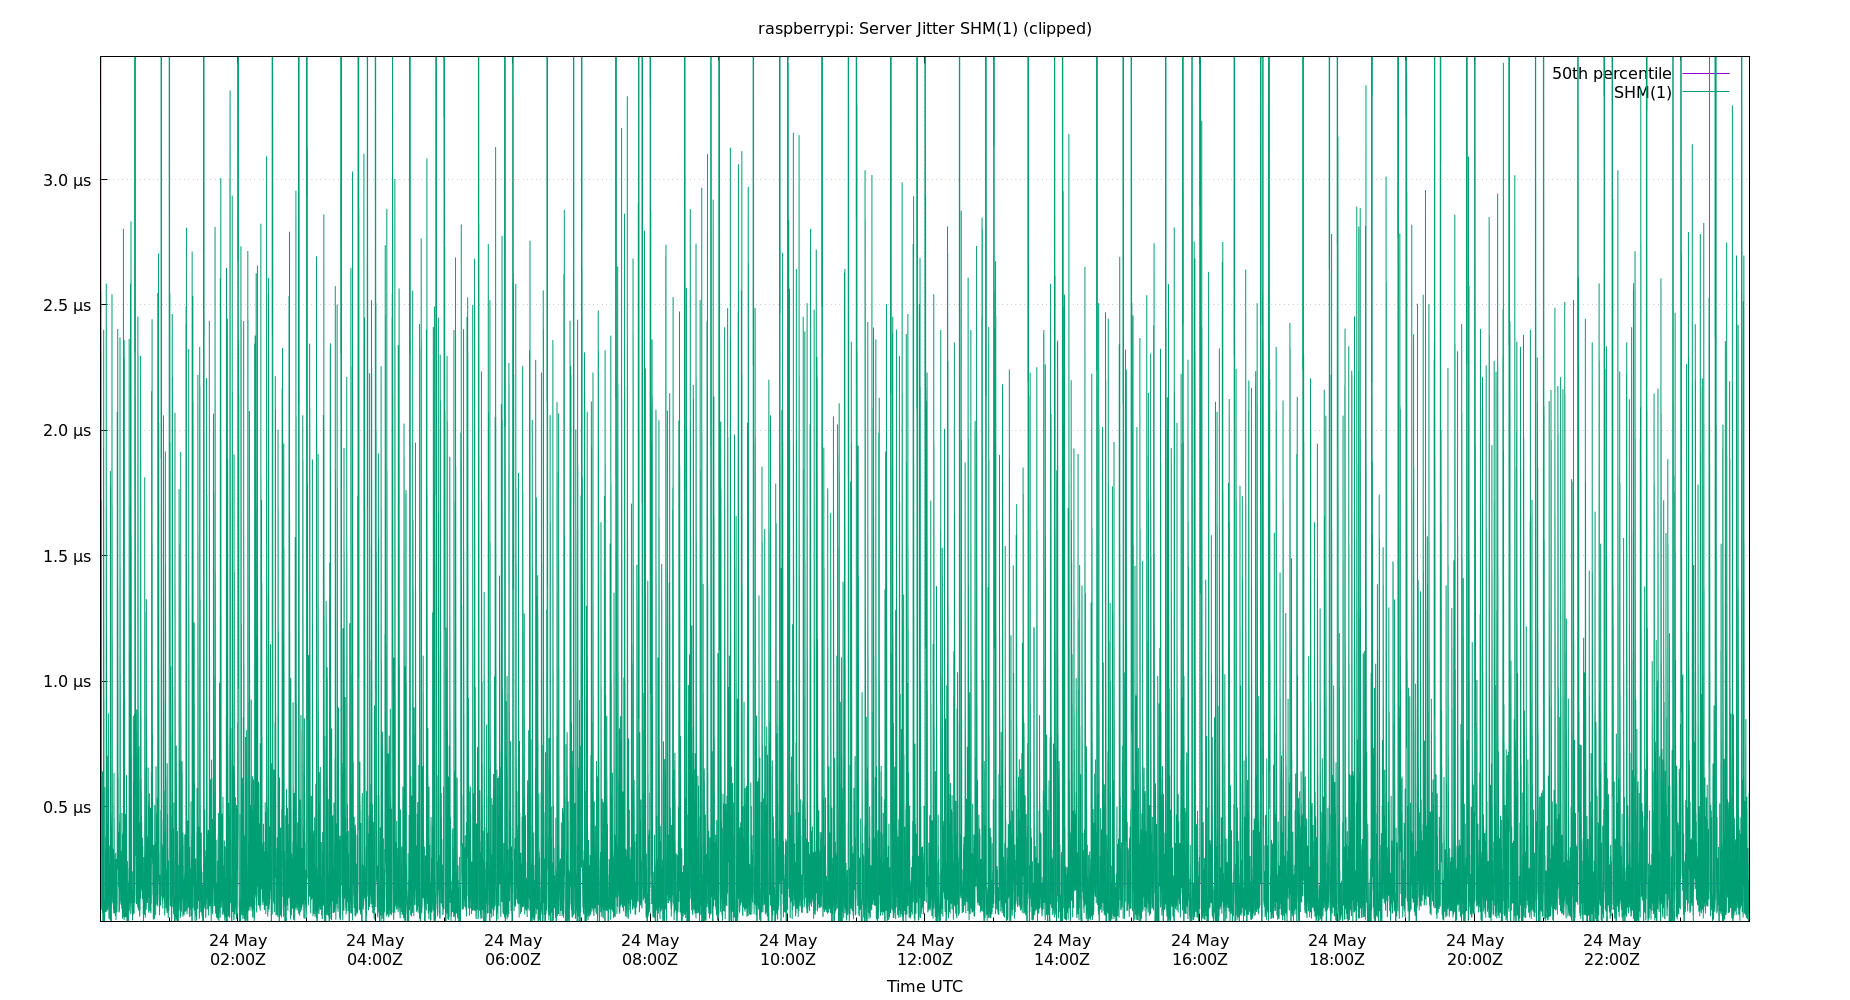 raspberrypi: Server Jitter SHM(1) (clipped)
50th percentile
SHM(1)
3.0 µs
2.5 µs
2.0 µs
1.5 µs
1.0 µs
0.5 µs
24 May 24 May 24 May 24 May 24 May 24 May 24 May 24 May 24 May 24 May 24 May
02:00Z 04:00Z 06:00Z 08:00Z 10:00Z 12:00Z 14:00Z 16:00Z 18:00Z 20:00Z 22:00Z
Time UTC